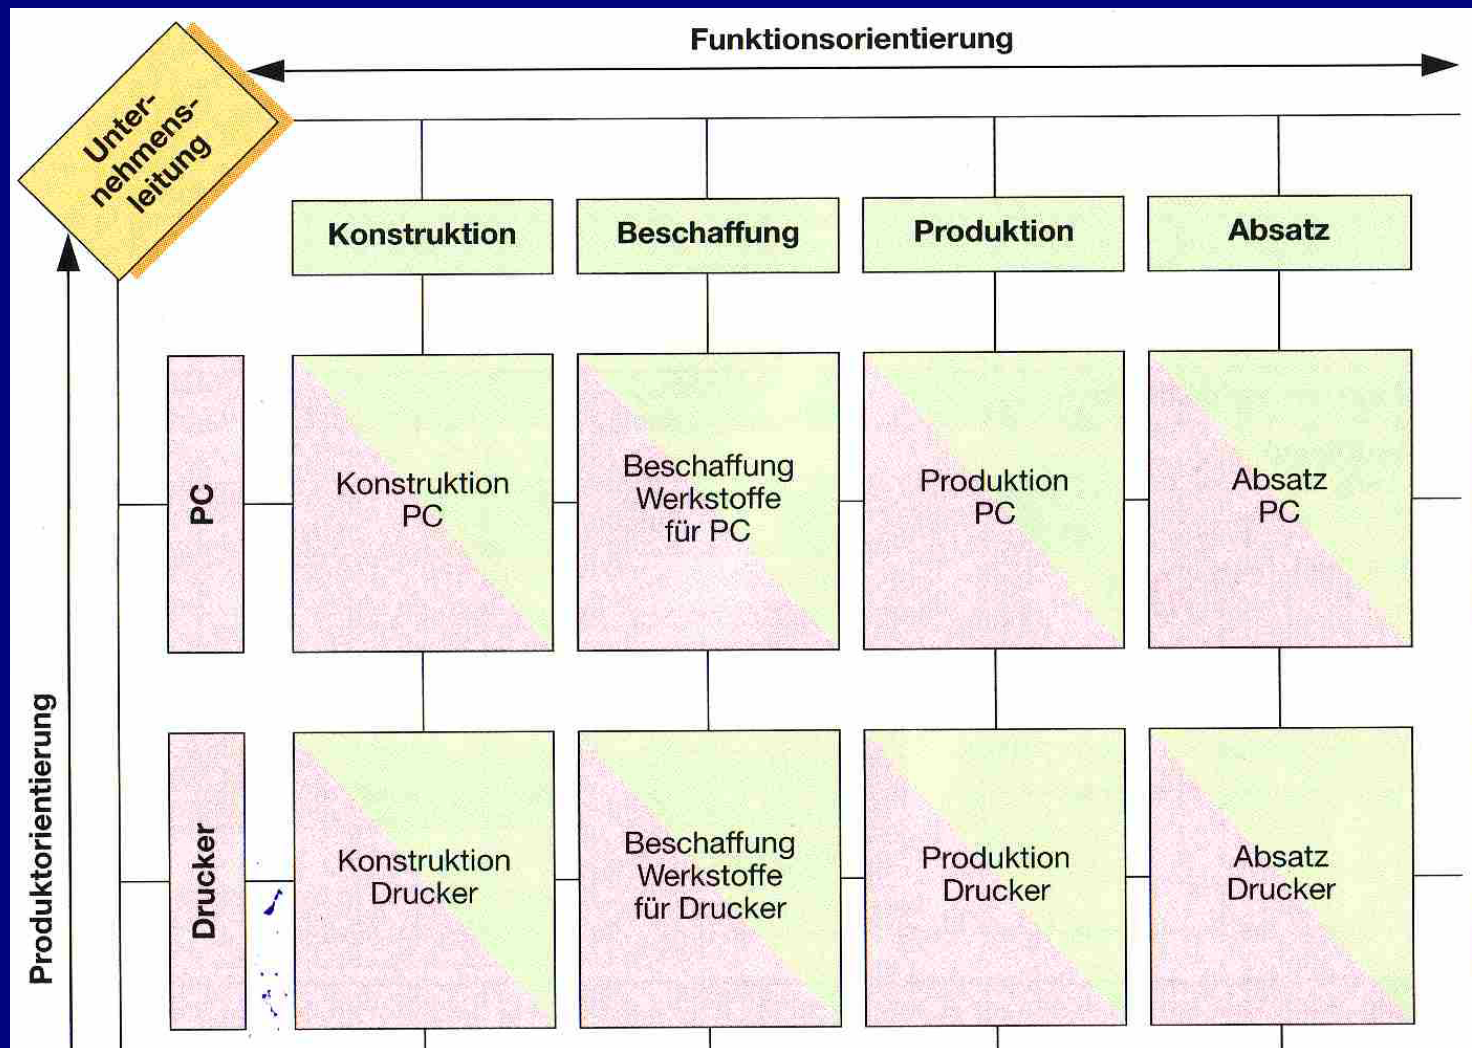 Funktionsorientierung
Unter-
nehmens-
leitung
Konstruktion
Beschaffung
Produktion
Absatz
Produktorientierung
PC
Konstruktion
PC
Beschaffung
Werkstoffe
für PC
Produktion
PC
Absatz
PC
Drucker
Konstruktion
Drucker
Beschaffung
Werkstoffe
für Drucker
Produktion
Drucker
Absatz
Drucker